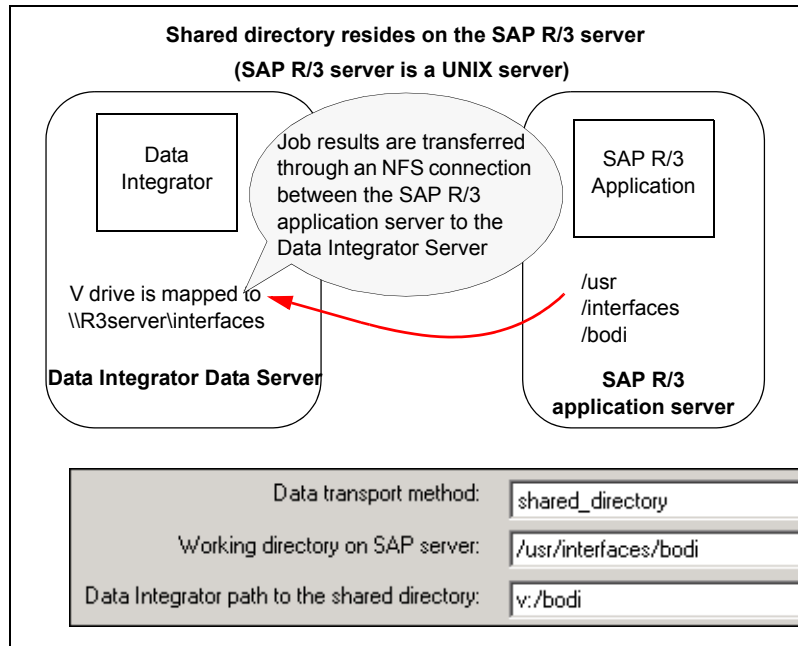 Shared directory resides on the SAP R/3 server
(SAP R/3 server is a UNIX server)
Data
Integrator
Job results are transferred
through an NFS connection
between the SAP R/3
application server to the
Data Integrator Server
SAP R/3
Application
V drive is mapped to
\\R3server\interfaces
/usr
/interfaces
/bodi
Data Integrator Data Server
SAP R/3
application server
Data transport method: shared_directory
Working directory on SAP server: /usr/interfaces/bodi
Data Integrator path to the shared directory: v:/bodi